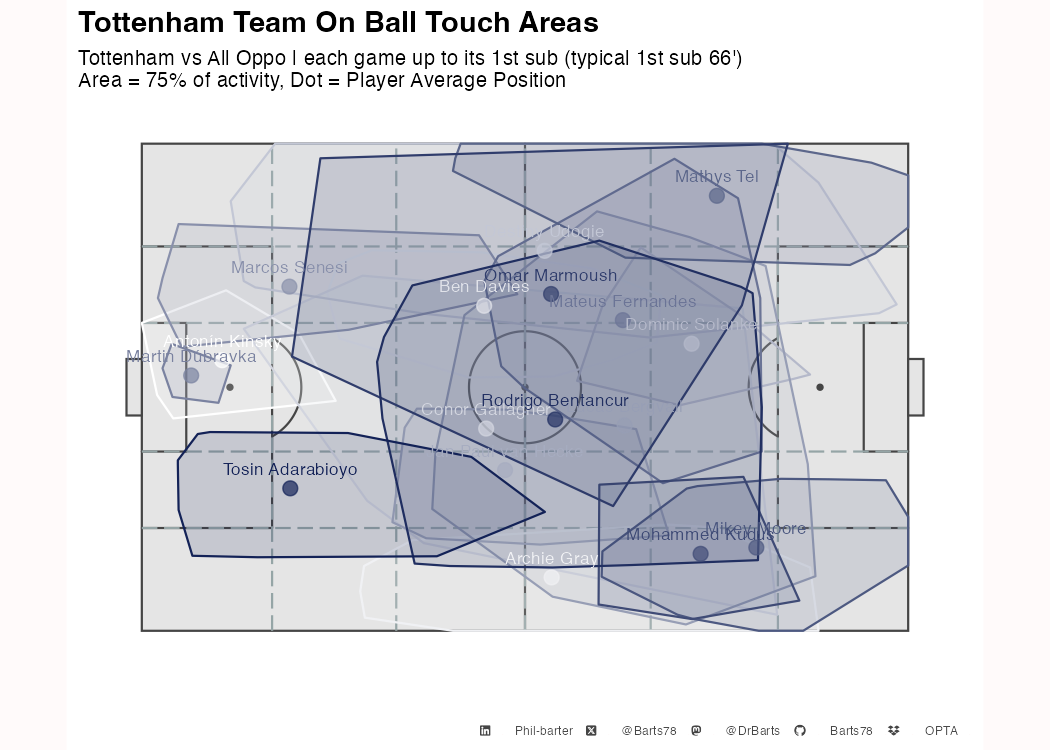 Tottenham Team On Ball Touch Areas
Tottenham vs All Oppo | each game up to its 1st sub (typical 1st sub 66')
Area = 75% of activity, Dot = Player Average Position
Mathys Tel
Udogie
Marcos Senesi
Omar Marmoush
Ben Davies
Mateus Fernandes
Dominic Solanke
Antonin Kinsky
Martin Dubravka
Rodrigo Bentancur
Conor Gallagher
Tosin Adarabioyo
Mikey Moore
Mohammed Kudus
Archie Gray
Phil-barter
@Barts78
@DrBarts
Barts78
OPTA